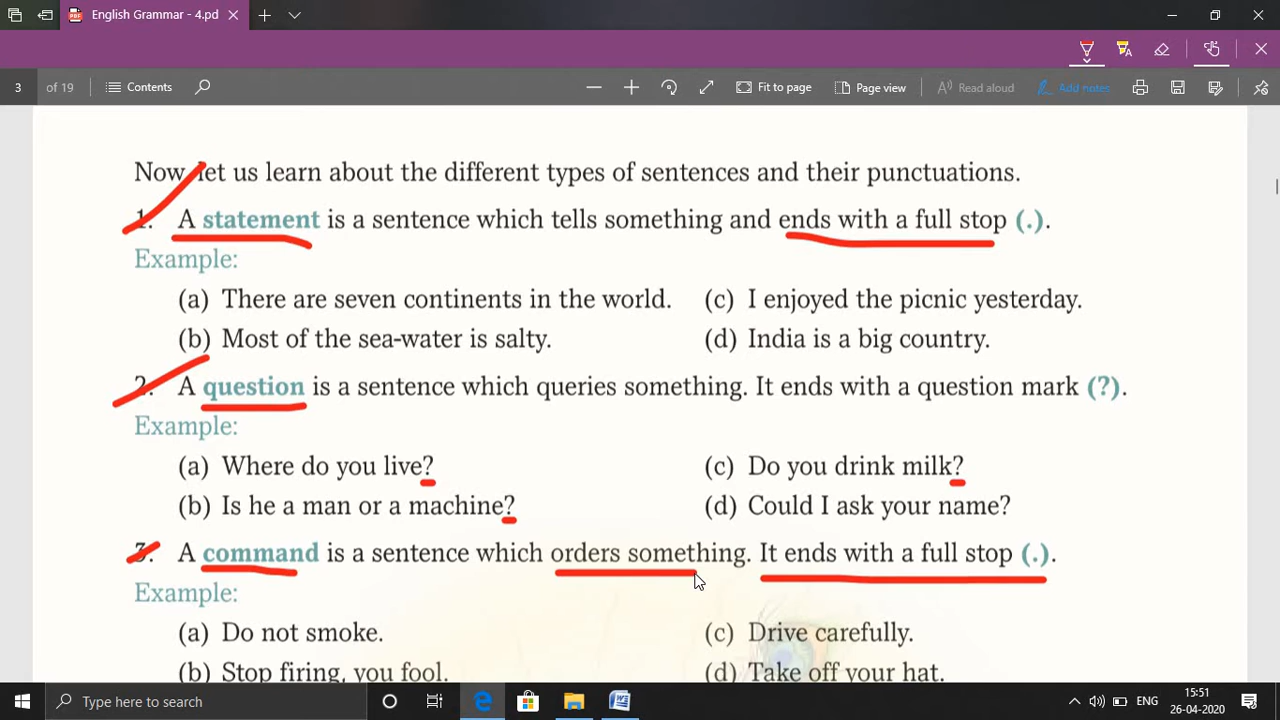 English Grammar - 4.pd
3 of 19 Contents Fit to page Page view Read aloud Add notes
Now let us learn about the different types of sentences and their punctuations.
1. A statement is a sentence which tells something and ends with a full stop (.).
Example:
(a) There are seven continents in the world. (c) I enjoyed the picnic yesterday.
(b) Most of the sea-water is salty. (d) India is a big country.
2. A question is a sentence which queries something. It ends with a question mark (?).
Example:
(a) Where do you live? (c) Do you drink milk?
(b) Is he a man or a machine? (d) Could I ask your name?
3. A command is a sentence which orders something. It ends with a full stop (.).
Example:
(a) Do not smoke. (c) Drive carefully.
(b) Stop firing, you fool. (d) Take off your hat.
Type here to search
ENG
15:51
26-04-2020